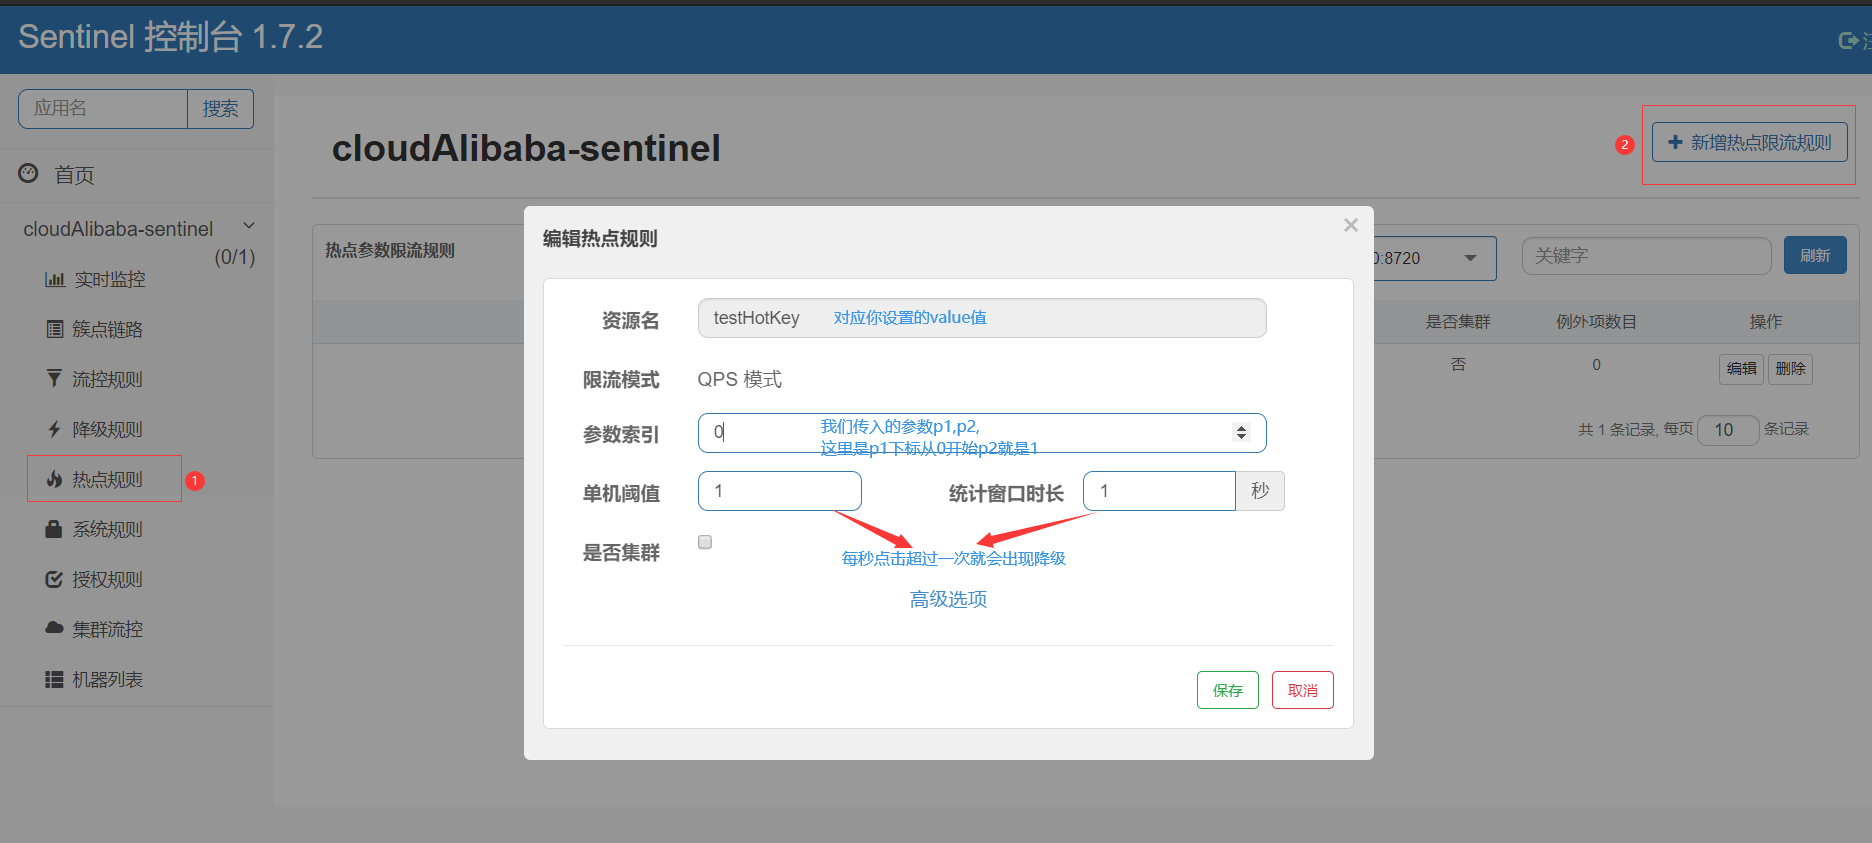 Sentinel 控制台 1.7.2
注
应用名 搜索
首页
cloudAlibaba-sentinel
(0/1)
实时监控
簇点链路
流控规则
降级规则
热点规则 1
系统规则
授权规则
集群流控
机器列表
cloudAlibaba-sentinel
2 新增热点限流规则
热点参数限流规则
0:8720 关键字 刷新
是否集群 例外项数目 操作
否 0 编辑 删除
共 1 条记录, 每页 10 条记录
编辑热点规则 ×
资源名 testHotKey 对应你设置的value值
限流模式 QPS 模式
参数索引 0 我们传入的参数p1,p2,
这里是p1下标从0开始p2就是1
单机阈值 1 统计窗口时长 1 秒
是否集群
每秒点击超过一次就会出现降级
高级选项
保存 取消